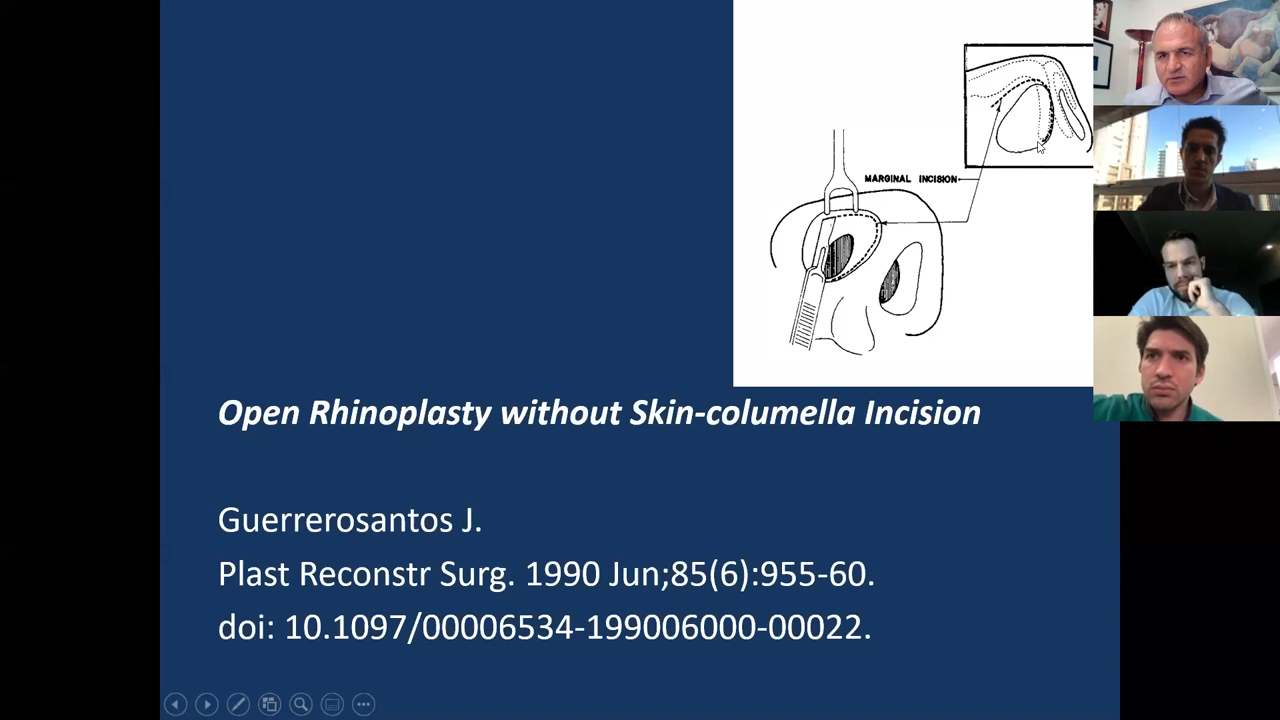 MARGINAL INCISION
Open Rhinoplasty without Skin-columella Incision
Guerrerosantos J.
Plast Reconstr Surg. 1990 Jun;85(6):955-60.
doi: 10.1097/00006534-199006000-00022.